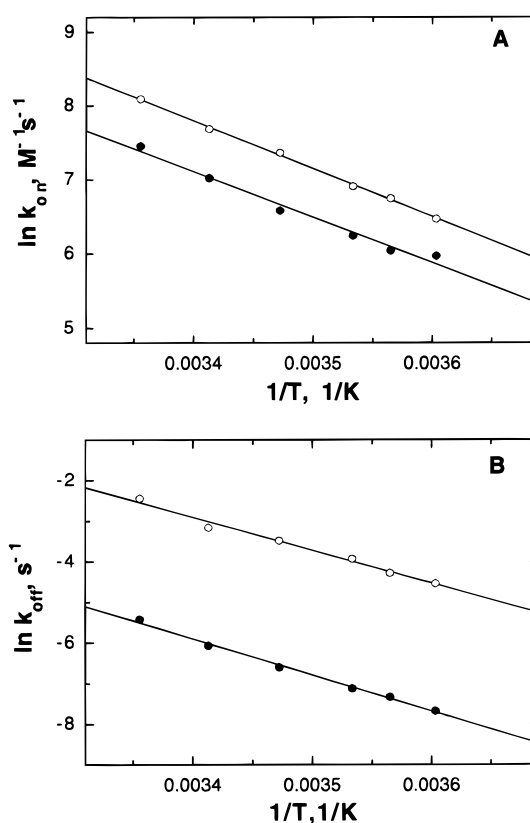 A
9
8
7
6
5
ln k_on, M⁻¹s⁻¹
0.0034 0.0035 0.0036
1/T, 1/K
B
-2
-4
-6
-8
ln k_off, s⁻¹
0.0034 0.0035 0.0036
1/T,1/K